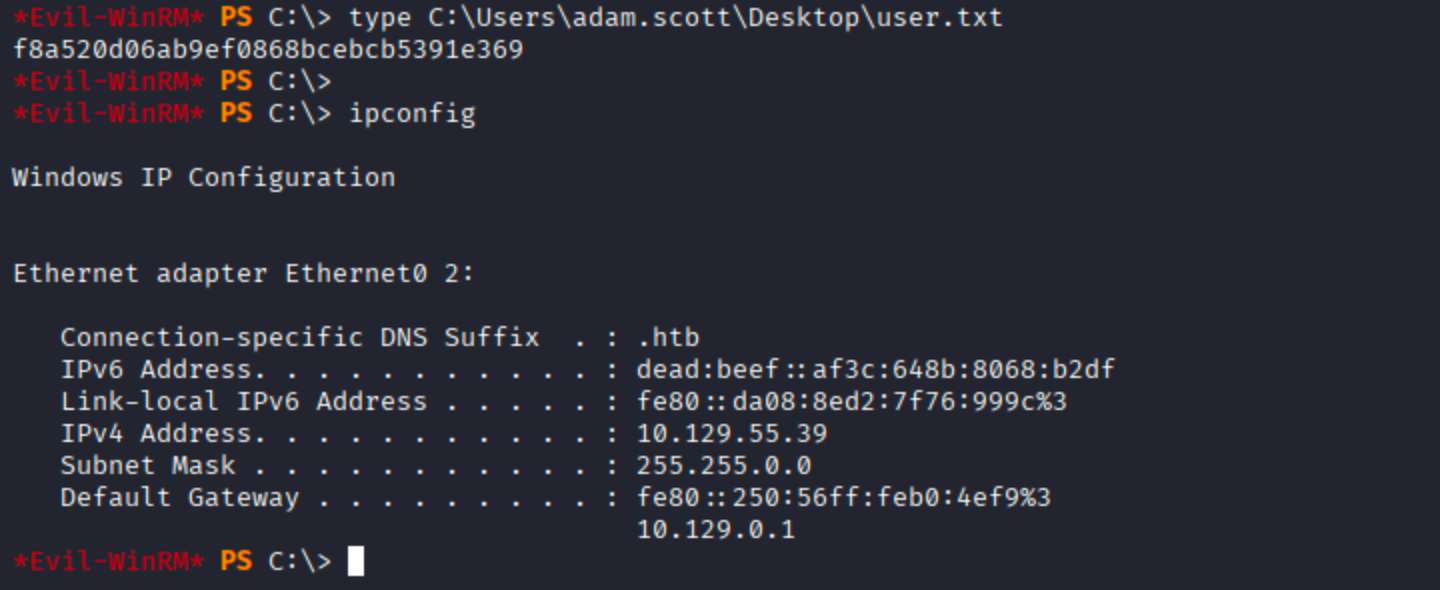 *Evil-WinRM* PS C:\> type C:\Users\adam.scott\Desktop\user.txt
f8a520d06ab9ef0868bcebcb5391e369
*Evil-WinRM* PS C:\>
*Evil-WinRM* PS C:\> ipconfig
Windows IP Configuration
Ethernet adapter Ethernet0 2:
Connection-specific DNS Suffix  . : .htb
IPv6 Address. . . . . . . . . . . : dead:beef::af3c:648b:8068:b2df
Link-local IPv6 Address . . . . . : fe80::da08:8ed2:7f76:999c%3
IPv4 Address. . . . . . . . . . . : 10.129.55.39
Subnet Mask . . . . . . . . . . . : 255.255.0.0
Default Gateway . . . . . . . . . : fe80::250:56ff:feb0:4ef9%3
10.129.0.1
*Evil-WinRM* PS C:\>